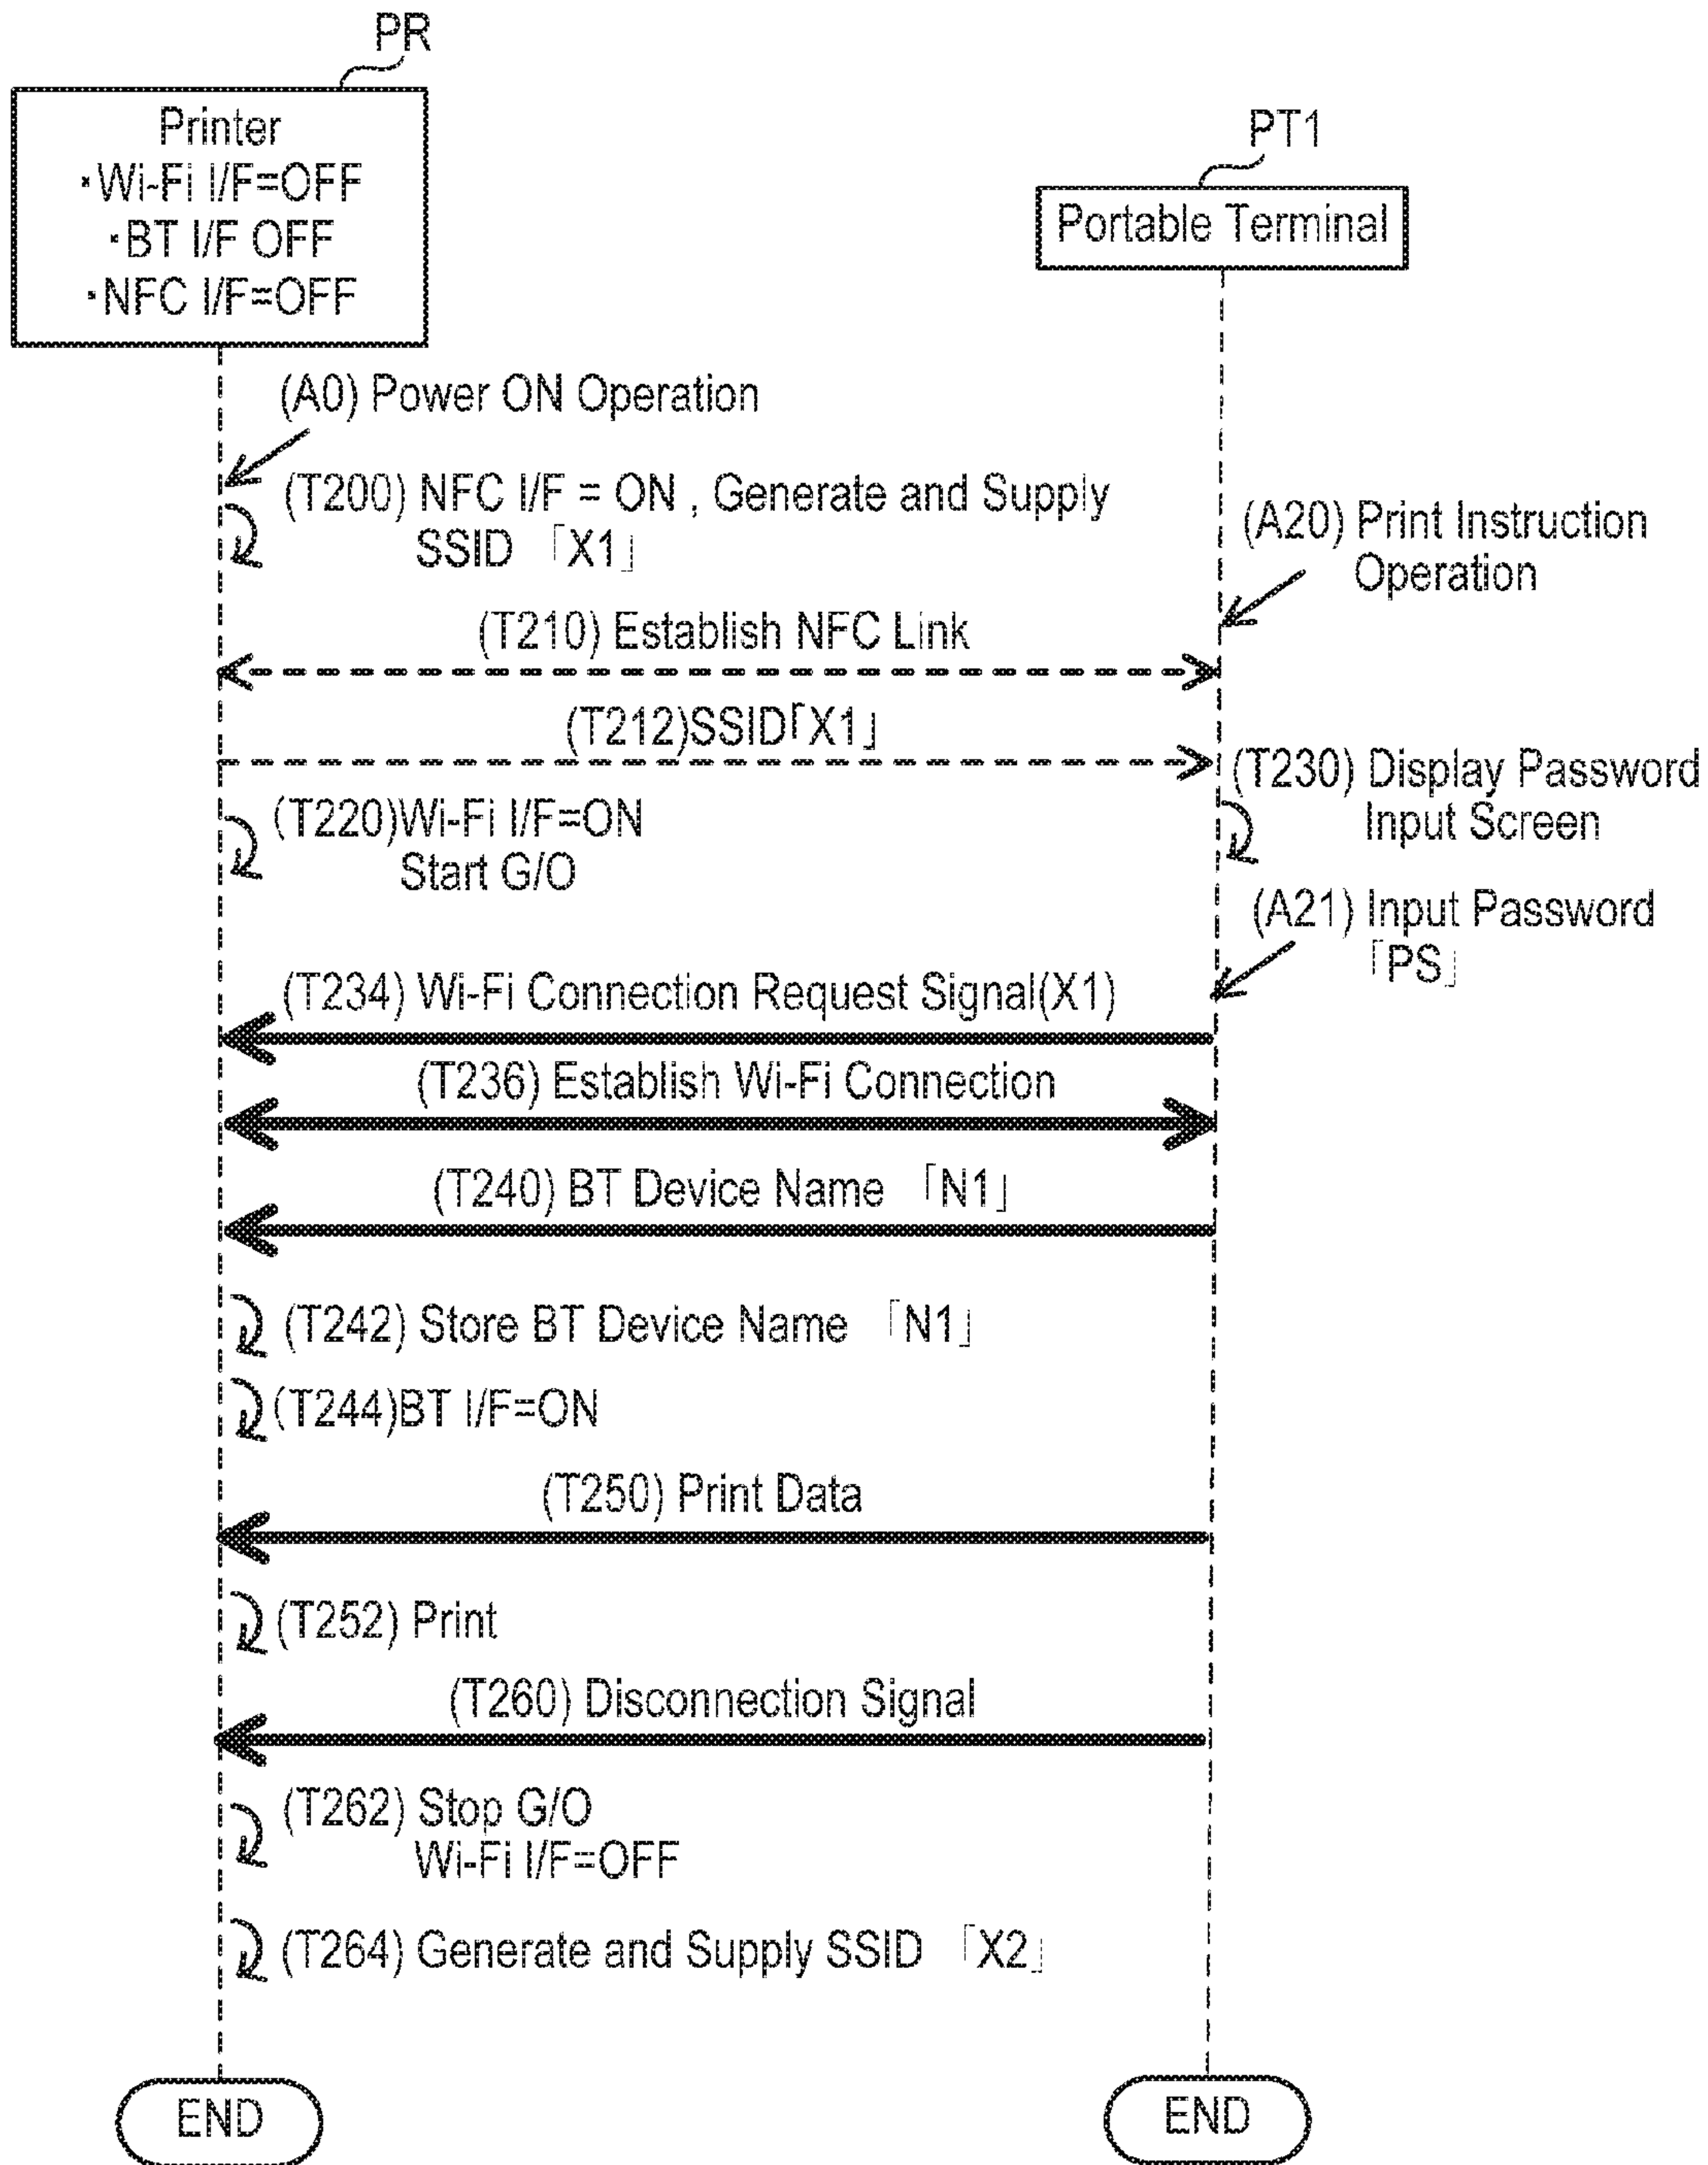 PR
Printer
·Wi-Fi I/F=OFF
·BT I/F OFF
·NFC I/F=OFF
PT1
Portable Terminal
(A0) Power ON Operation
(T200) NFC I/F = ON , Generate and Supply
SSID 「X1」
(A20) Print Instruction
Operation
(T210) Establish NFC Link
(T212)SSID「X1」
(T230) Display Password
Input Screen
(T220)Wi-Fi I/F=ON
Start G/O
(A21) Input Password
「PS」
(T234) Wi-Fi Connection Request Signal(X1)
(T236) Establish Wi-Fi Connection
(T240) BT Device Name 「N1」
(T242) Store BT Device Name 「N1」
(T244)BT I/F=ON
(T250) Print Data
(T252) Print
(T260) Disconnection Signal
(T262) Stop G/O
Wi-Fi I/F=OFF
(T264) Generate and Supply SSID 「X2」
END
END